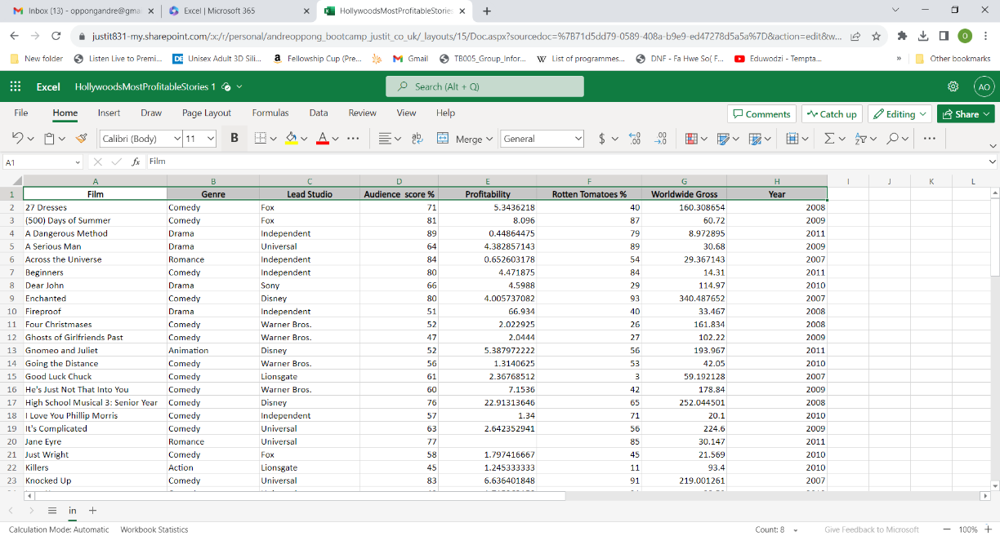 Inbox (13) - oppongandre@gma
Excel | Microsoft 365
HollywoodsMostProfitableStories
justit831-my.sharepoint.com/:x:/r/personal/andreoppong_bootcamp_justit_co_uk/_layouts/15/Doc.aspx?sourcedoc=%7B71d5dd79-0589-408a-b9e9-ed47278d5a5a%7D&action=edit&w...
O
New folder Listen Live to Premi... DE Unisex Adult 3D Sili... a Fellowship Cup (Pre... Gmail TB005_Group_Infor... W List of programmes... DNF - Fa Hwe So( F... Eduwodzi - Tempta... » Other bookmarks
Excel HollywoodsMostProfitableStories 1 Search (Alt + Q) AO
File Home Insert Draw Page Layout Formulas Data Review View Help Comments Catch up Editing Share
Calibri (Body) 11 B A ab Merge General $ .00
A1 fx Film
A B C D E F G H I J K L
1 Film Genre Lead Studio Audience score % Profitability Rotten Tomatoes % Worldwide Gross Year
2 27 Dresses Comedy Fox 71 5.3436218 40 160.308654 2008
3 (500) Days of Summer Comedy Fox 81 8.096 87 60.72 2009
4 A Dangerous Method Drama Independent 89 0.44864475 79 8.972895 2011
5 A Serious Man Drama Universal 64 4.382857143 89 30.68 2009
6 Across the Universe Romance Independent 84 0.652603178 54 29.367143 2007
7 Beginners Comedy Independent 80 4.471875 84 14.31 2011
8 Dear John Drama Sony 66 4.5988 29 114.97 2010
9 Enchanted Comedy Disney 80 4.005737082 93 340.487652 2007
10 Fireproof Drama Independent 51 66.934 40 33.467 2008
11 Four Christmases Comedy Warner Bros. 52 2.022925 26 161.834 2008
12 Ghosts of Girlfriends Past Comedy Warner Bros. 47 2.0444 27 102.22 2009
13 Gnomeo and Juliet Animation Disney 52 5.387972222 56 193.967 2011
14 Going the Distance Comedy Warner Bros. 56 1.3140625 53 42.05 2010
15 Good Luck Chuck Comedy Lionsgate 61 2.36768512 3 59.192128 2007
16 He's Just Not That Into You Comedy Warner Bros. 60 7.1536 42 178.84 2009
17 High School Musical 3: Senior Year Comedy Disney 76 22.91313646 65 252.044501 2008
18 I Love You Phillip Morris Comedy Independent 57 1.34 71 20.1 2010
19 It's Complicated Comedy Universal 63 2.642352941 56 224.6 2009
20 Jane Eyre Romance Universal 77 85 30.147 2011
21 Just Wright Comedy Fox 58 1.797416667 45 21.569 2010
22 Killers Action Lionsgate 45 1.245333333 11 93.4 2010
23 Knocked Up Comedy Universal 83 6.636401848 91 219.001261 2007
in
Calculation Mode: Automatic Workbook Statistics Count: 8 Give Feedback to Microsoft 100%